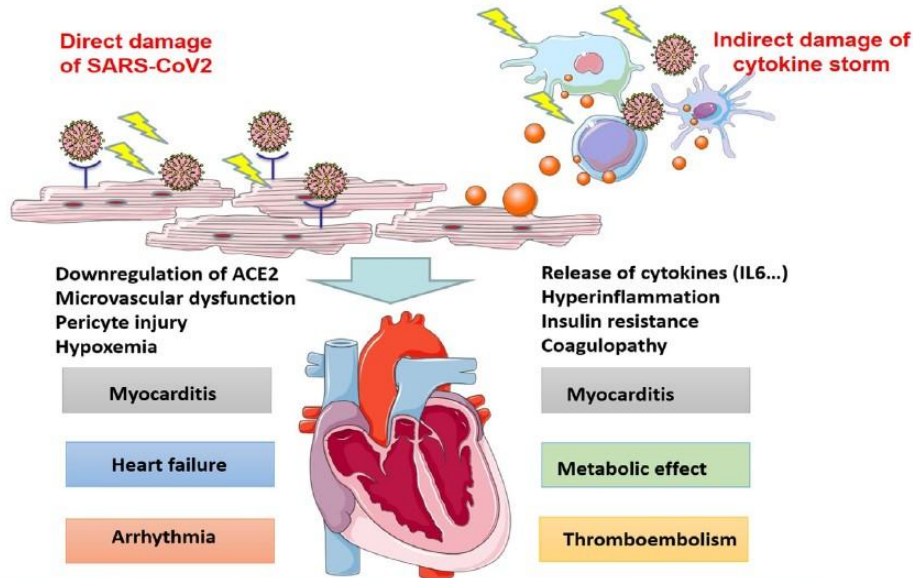 Direct damage
of SARS-CoV2
Indirect damage of
cytokine storm
Downregulation of ACE2
Microvascular dysfunction
Pericyte injury
Hypoxemia
Release of cytokines (IL6...)
Hyperinflammation
Insulin resistance
Coagulopathy
Myocarditis
Heart failure
Arrhythmia
Myocarditis
Metabolic effect
Thromboembolism